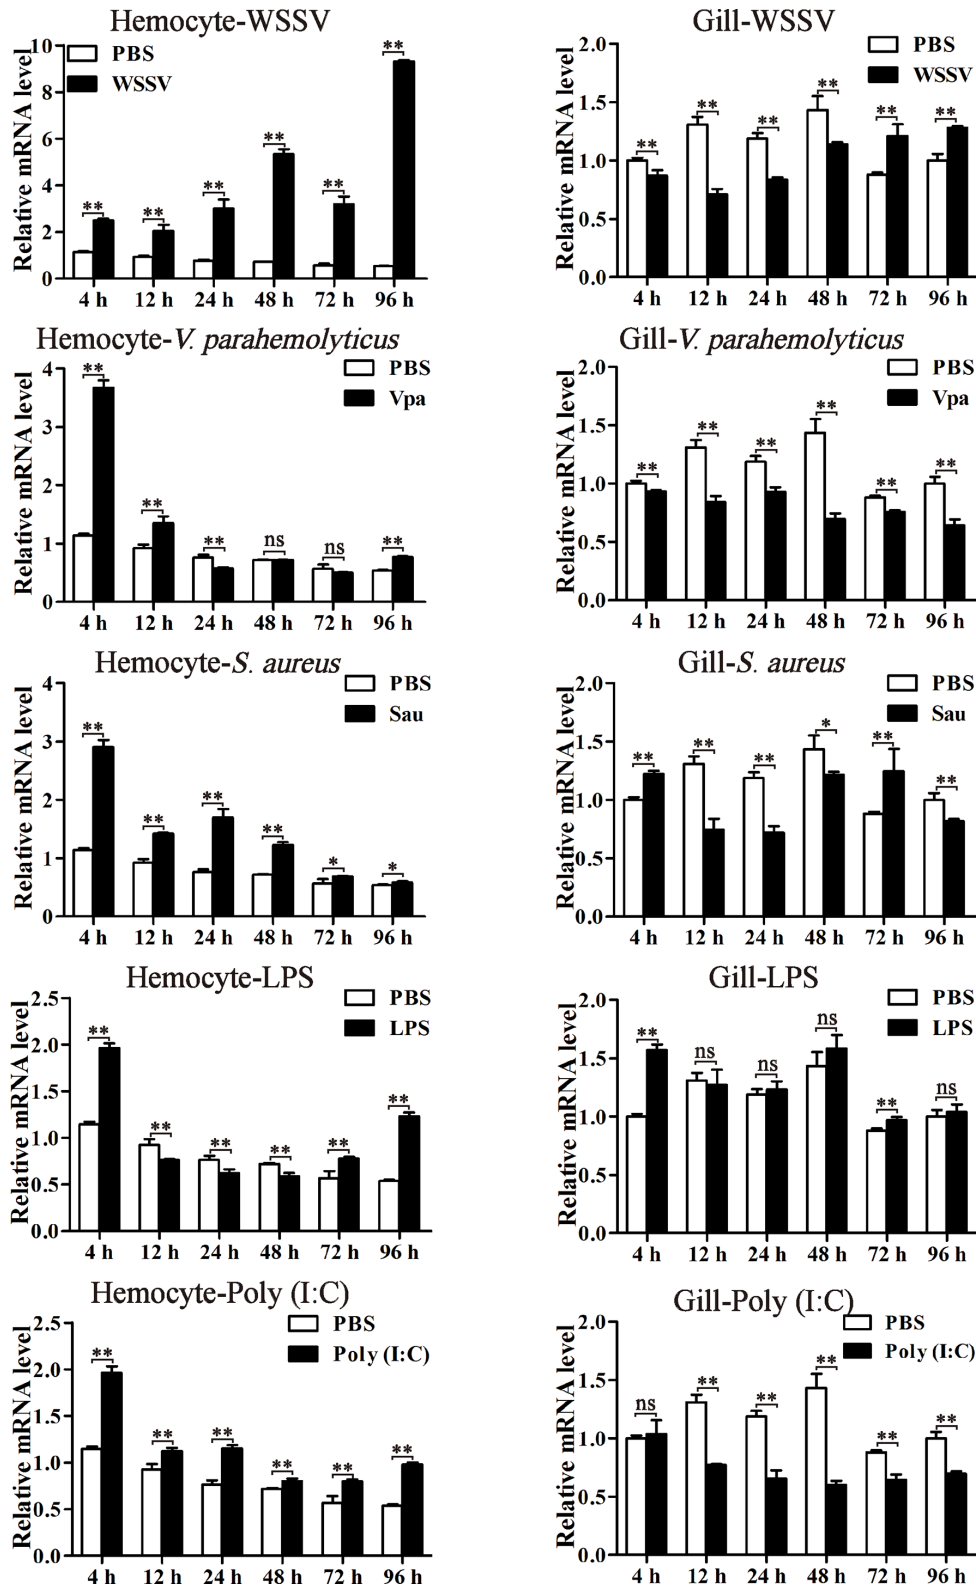 Hemocyte-WSSV
Relative mRNA level
10
8
6
4
2
0
PBS
WSSV
** ** ** ** ** **
4 h 12 h 24 h 48 h 72 h 96 h
Gill-WSSV
Relative mRNA level
2.0
1.5
1.0
0.5
0.0
PBS
WSSV
** ** ** ** ** **
4 h 12 h 24 h 48 h 72 h 96 h
Hemocyte-V. parahemolyticus
Relative mRNA level
4
3
2
1
0
PBS
Vpa
** ** ** ns ns **
4 h 12 h 24 h 48 h 72 h 96 h
Gill-V. parahemolyticus
Relative mRNA level
2.0
1.5
1.0
0.5
0.0
PBS
Vpa
** ** ** ** ** **
4 h 12 h 24 h 48 h 72 h 96 h
Hemocyte-S. aureus
Relative mRNA level
4
3
2
1
0
PBS
Sau
** ** ** ** * *
4 h 12 h 24 h 48 h 72 h 96 h
Gill-S. aureus
Relative mRNA level
2.0
1.5
1.0
0.5
0.0
PBS
Sau
** ** ** * ** **
4 h 12 h 24 h 48 h 72 h 96 h
Hemocyte-LPS
Relative mRNA level
2.5
2.0
1.5
1.0
0.5
0.0
PBS
LPS
** ** ** ** ** **
4 h 12 h 24 h 48 h 72 h 96 h
Gill-LPS
Relative mRNA level
2.0
1.5
1.0
0.5
0.0
PBS
LPS
** ns ns ns ** ns
4 h 12 h 24 h 48 h 72 h 96 h
Hemocyte-Poly (I:C)
Relative mRNA level
2.5
2.0
1.5
1.0
0.5
0.0
PBS
Poly (I:C)
** ** ** ** ** **
4 h 12 h 24 h 48 h 72 h 96 h
Gill-Poly (I:C)
Relative mRNA level
2.0
1.5
1.0
0.5
0.0
PBS
Poly (I:C)
ns ** ** ** ** **
4 h 12 h 24 h 48 h 72 h 96 h